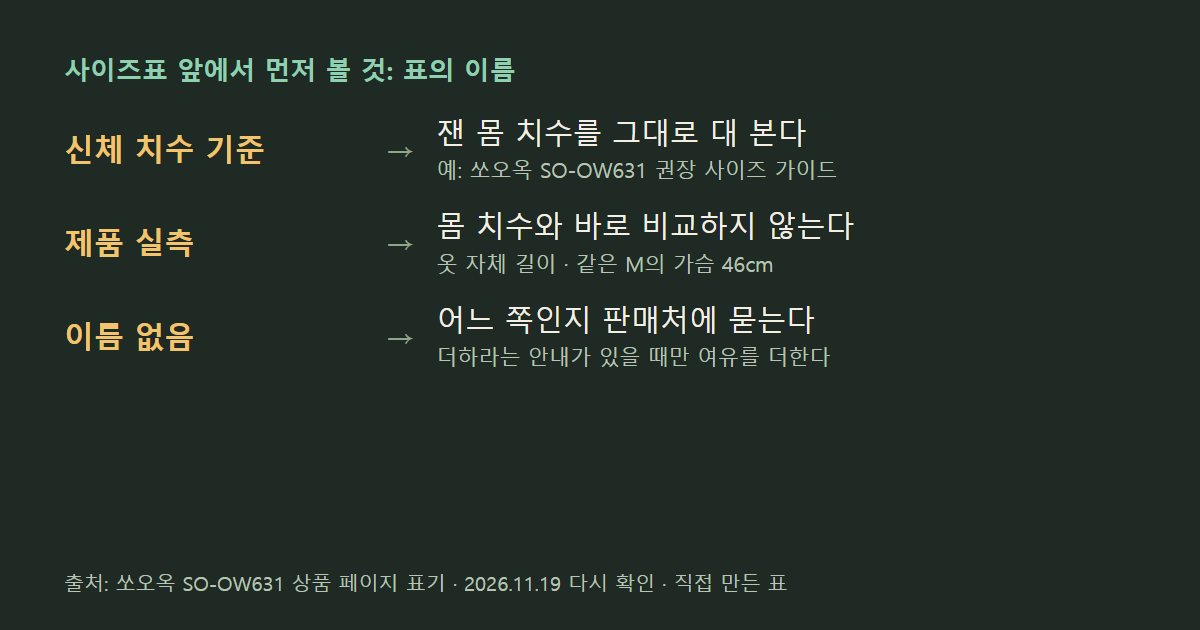 사이즈표 앞에서 먼저 볼 것: 표의 이름
신체 치수 기준
→
잰 몸 치수를 그대로 대 본다
예: 쏘오옥 SO-OW631 권장 사이즈 가이드
제품 실측
→
몸 치수와 바로 비교하지 않는다
옷 자체 길이 · 같은 M의 가슴 46cm
이름 없음
→
어느 쪽인지 판매처에 묻는다
더하라는 안내가 있을 때만 여유를 더한다
출처: 쏘오옥 SO-OW631 상품 페이지 표기 · 2026.11.19 다시 확인 · 직접 만든 표